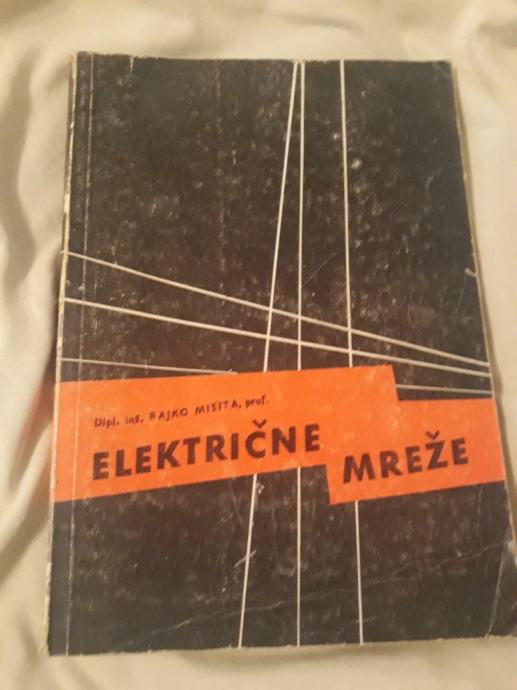 Dipl. inž. RAJKO MISITA, prof.
ELEKTRIČNE
MREŽE